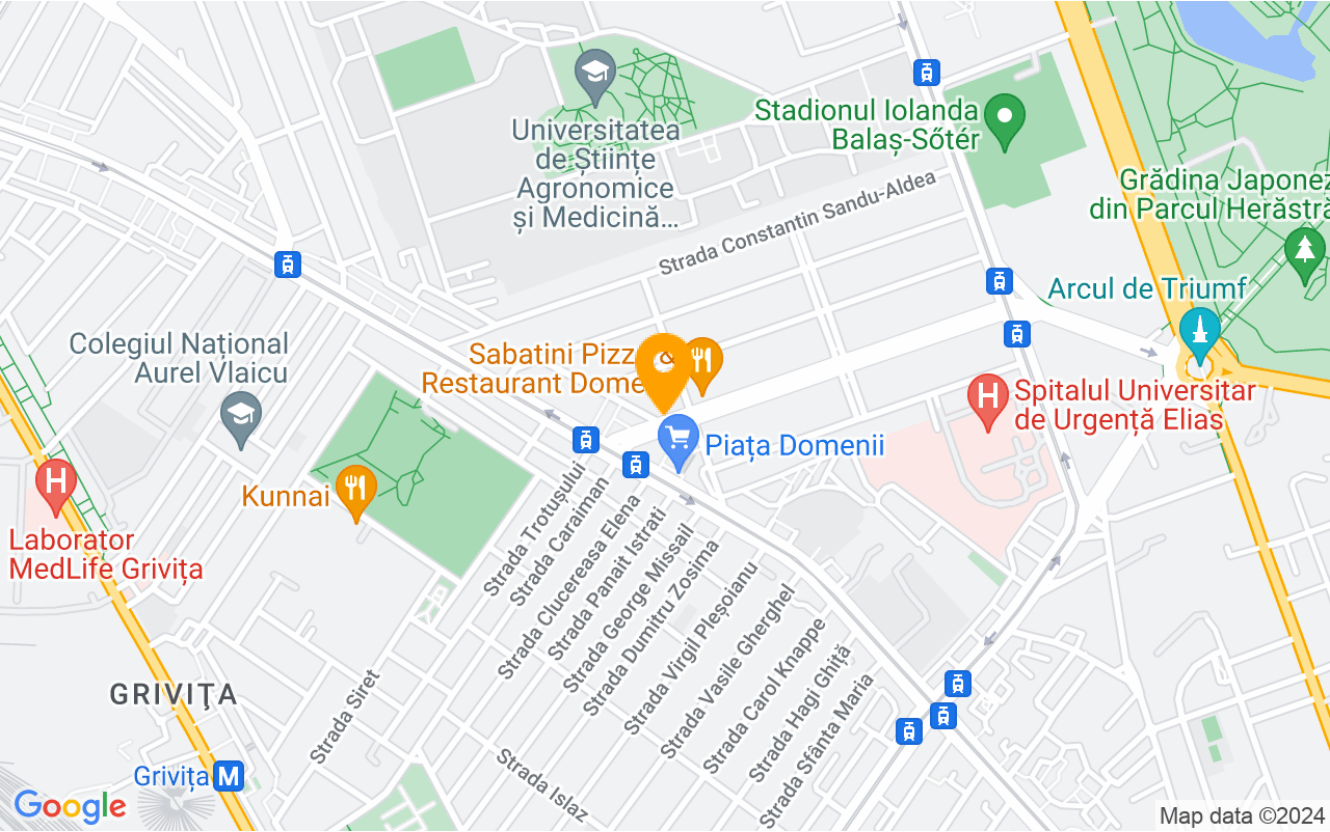 Universitatea
de Științe
Agronomice
și Medicină...
Stadionul Iolanda
Balaș-Sőtér
Grădina Japonez
din Parcul Herăstră
Strada Constantin Sandu-Aldea
Arcul de Triumf
Colegiul Național
Aurel Vlaicu
Sabatini Pizz &
Restaurant Dome
H Spitalul Universitar
de Urgență Elias
Piața Domenii
Kunnai
H
Laborator
MedLife Grivița
Strada Trotușului
Strada Caraiman
Strada Clucereasa Elena
Strada Panait Istrati
Strada George Missail
Strada Dumitru Zosima
Strada Virgil Pleșoianu
Strada Vasile Gherghel
Strada Carol Knappe
Strada Hagi Ghiță
Strada Sfânta Maria
Strada Siret
Strada Islaz
GRIVIŢA
Grivița M
Google
Map data ©2024